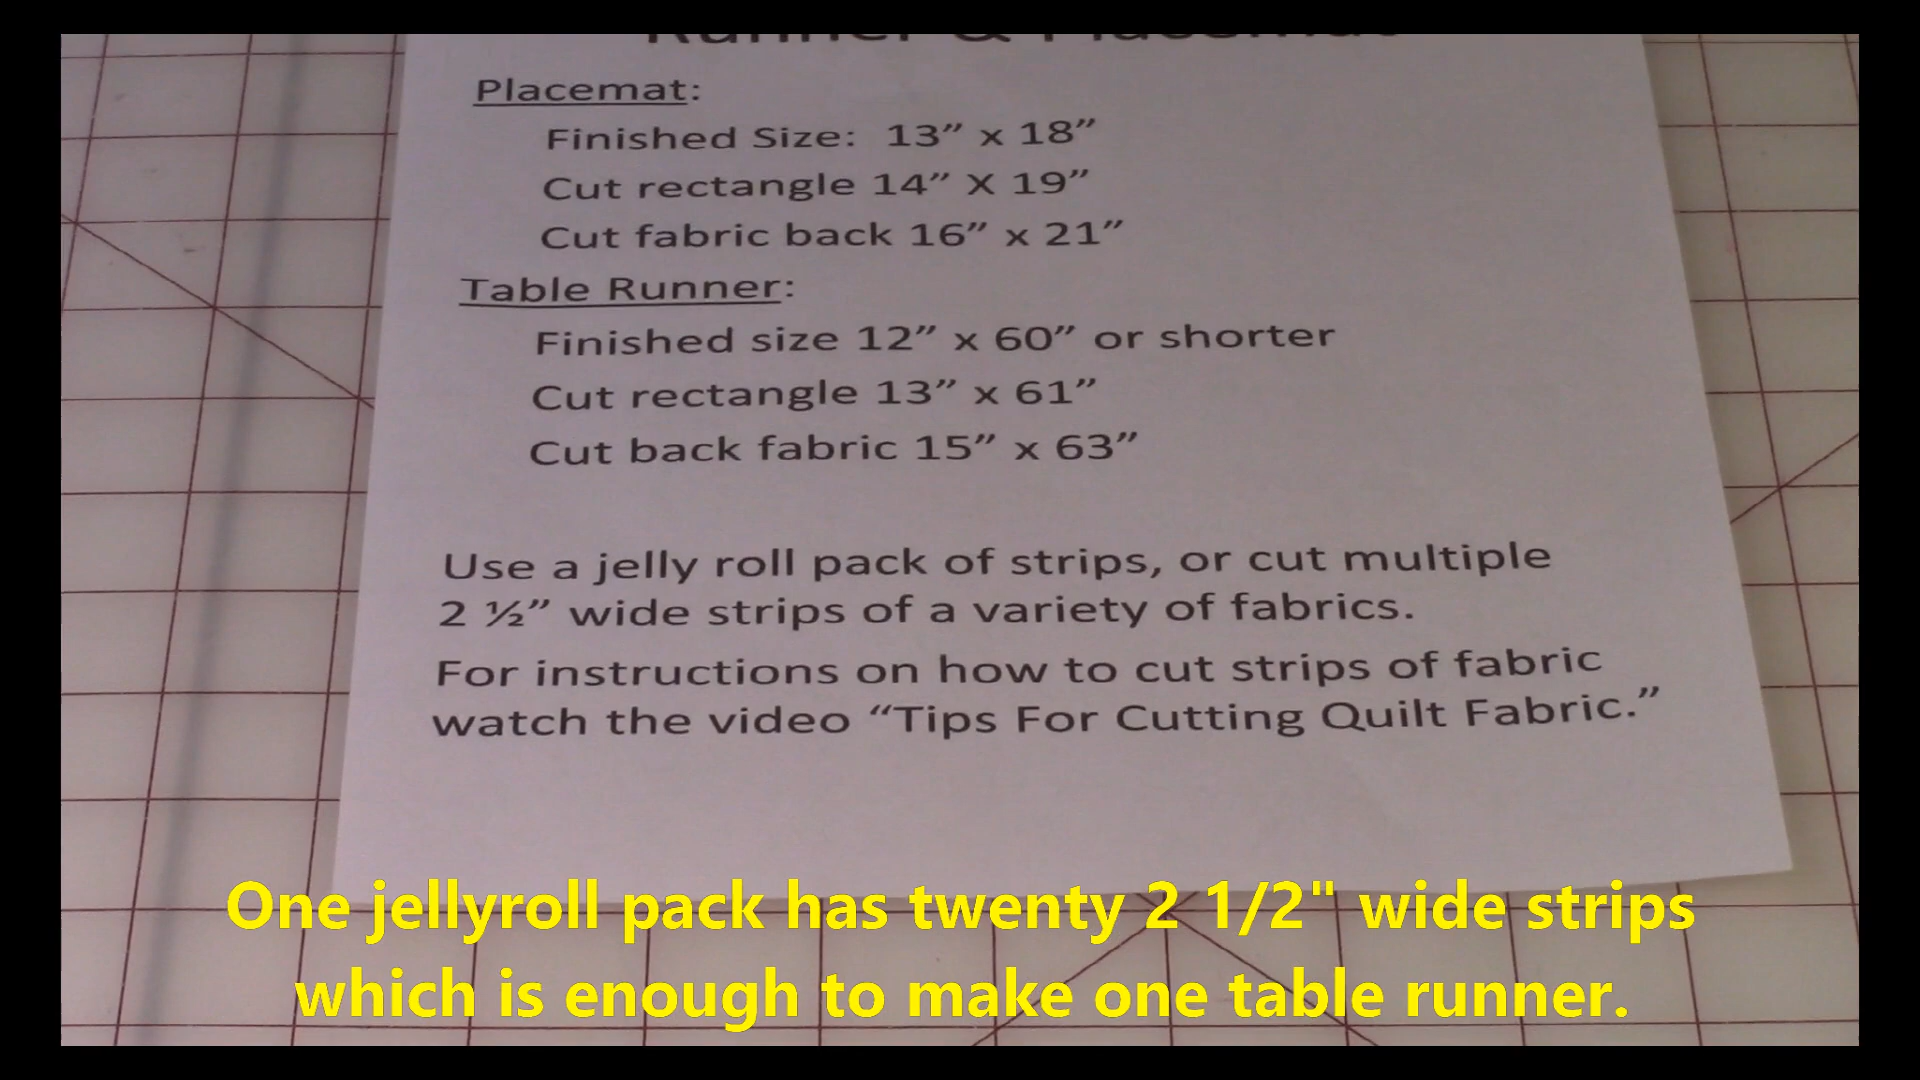 Runner & Placemat
Placemat:
Finished Size: 13” x 18”
Cut rectangle 14” X 19”
Cut fabric back 16” x 21”
Table Runner:
Finished size 12” x 60” or shorter
Cut rectangle 13” x 61”
Cut back fabric 15” x 63”
Use a jelly roll pack of strips, or cut multiple
2 ½” wide strips of a variety of fabrics.
For instructions on how to cut strips of fabric
watch the video “Tips For Cutting Quilt Fabric.”
One jellyroll pack has twenty 2 1/2" wide strips
which is enough to make one table runner.